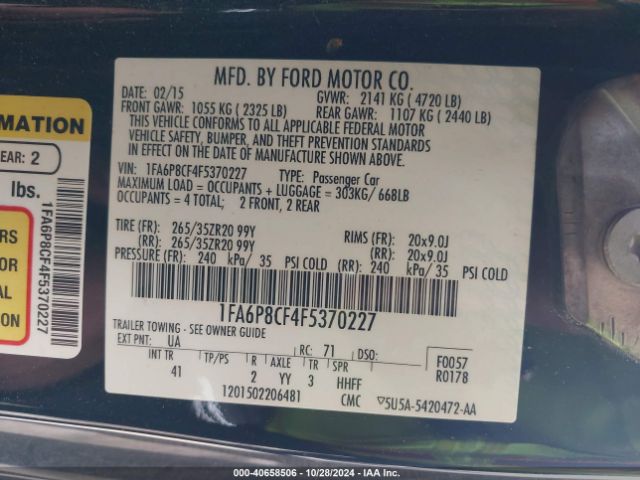 MFD. BY FORD MOTOR CO.
DATE: 02/15 GVWR: 2141 KG ( 4720 LB)
FRONT GAWR: 1055 KG ( 2325 LB) REAR GAWR: 1107 KG ( 2440 LB)
THIS VEHICLE CONFORMS TO ALL APPLICABLE FEDERAL MOTOR
VEHICLE SAFETY, BUMPER, AND THEFT PREVENTION STANDARDS
IN EFFECT ON THE DATE OF MANUFACTURE SHOWN ABOVE.
VIN: 1FA6P8CF4F5370227 TYPE: Passenger Car
MAXIMUM LOAD = OCCUPANTS + LUGGAGE = 303KG/ 668LB
OCCUPANTS = 4 TOTAL; 2 FRONT, 2 REAR
TIRE (FR): 265/35ZR20 99Y RIMS (FR): 20x9.0J
(RR): 265/35ZR20 99Y (RR): 20x9.0J
PRESSURE (FR): 240 kPa/ 35 PSI COLD (RR): 240 kPa/ 35 PSI COLD
1FA6P8CF4F5370227
TRAILER TOWING - SEE OWNER GUIDE
EXT PNT: UA RC: 71 DSO: F0057
INT TR TP/PS R AXLE TR SPR R0178
41 2 YY 3 HHFF
1201502206481 CMC ▽5U5A-5420472-AA
MATION
EAR: 2
lbs.
1FA6P8CF4F5370227
RS
OR
AL
ON
000-40658506 - 10/28/2024 - IAA Inc.